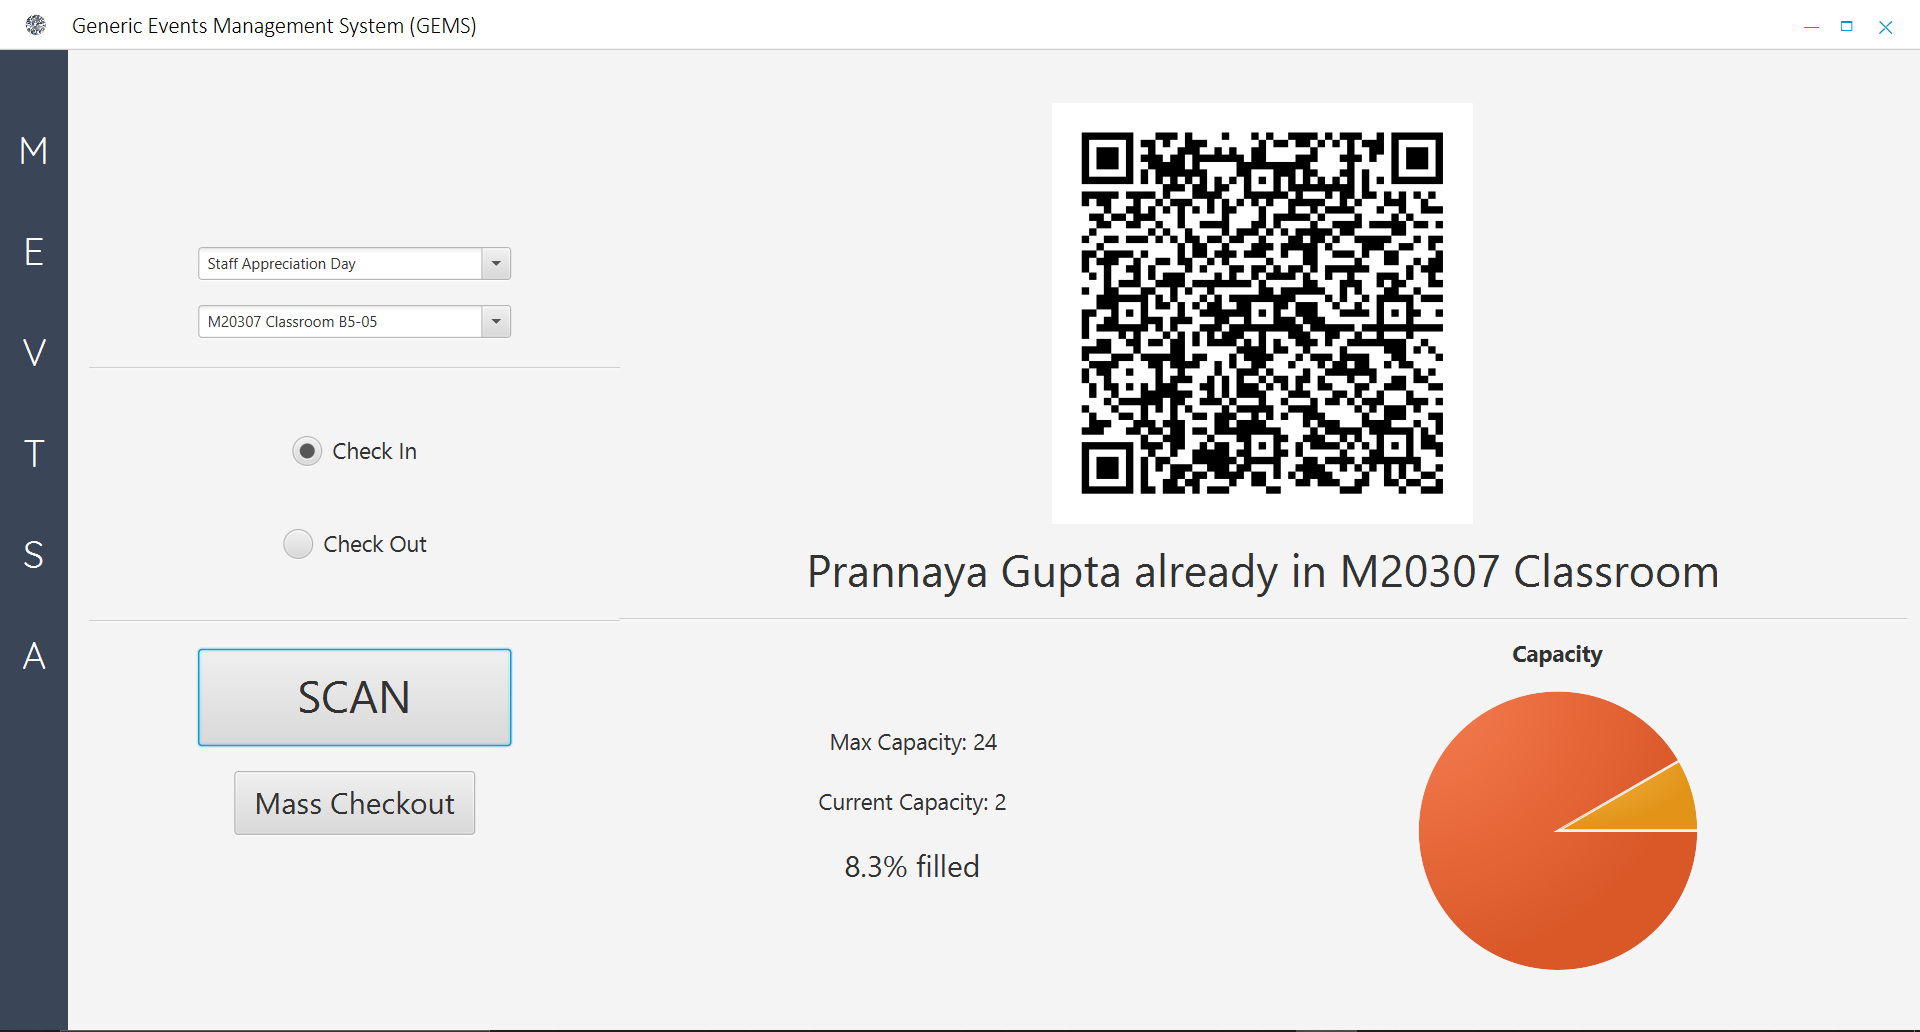 Generic Events Management System (GEMS)
M
E
V
T
S
A
Staff Appreciation Day
M20307 Classroom B5-05
Check In
Check Out
SCAN
Mass Checkout
Prannaya Gupta already in M20307 Classroom
Max Capacity: 24
Current Capacity: 2
8.3% filled
Capacity